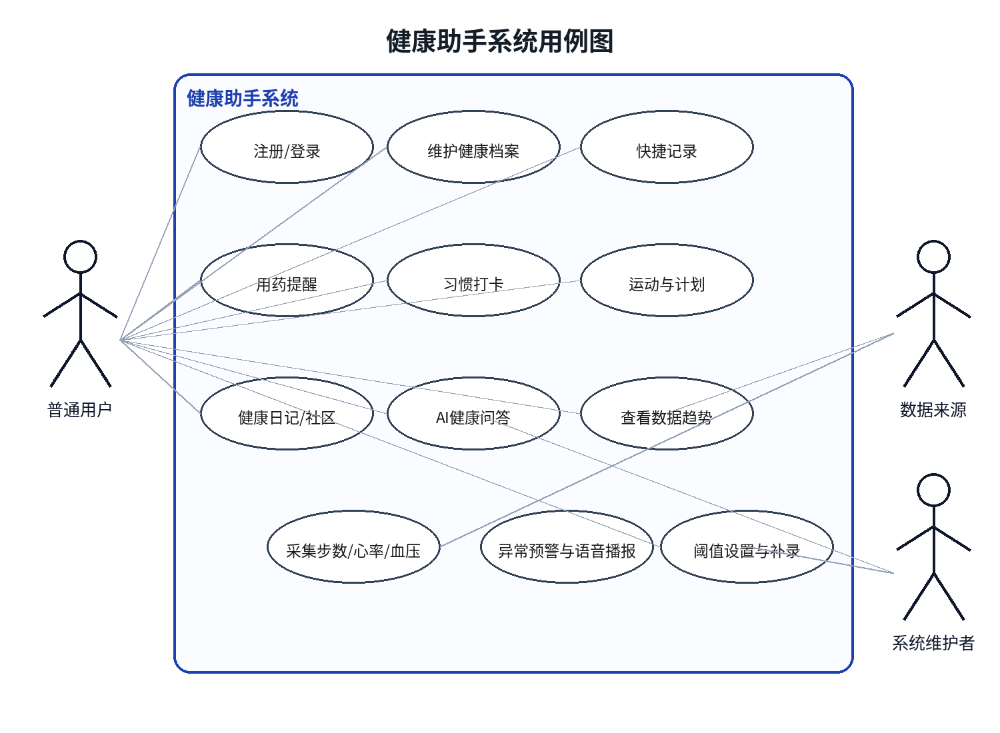 健康助手系统用例图
健康助手系统
注册/登录
维护健康档案
快捷记录
用药提醒
习惯打卡
运动与计划
普通用户
健康日记/社区
AI健康问答
查看数据趋势
数据来源
采集步数/心率/血压
异常预警与语音播报
阈值设置与补录
系统维护者